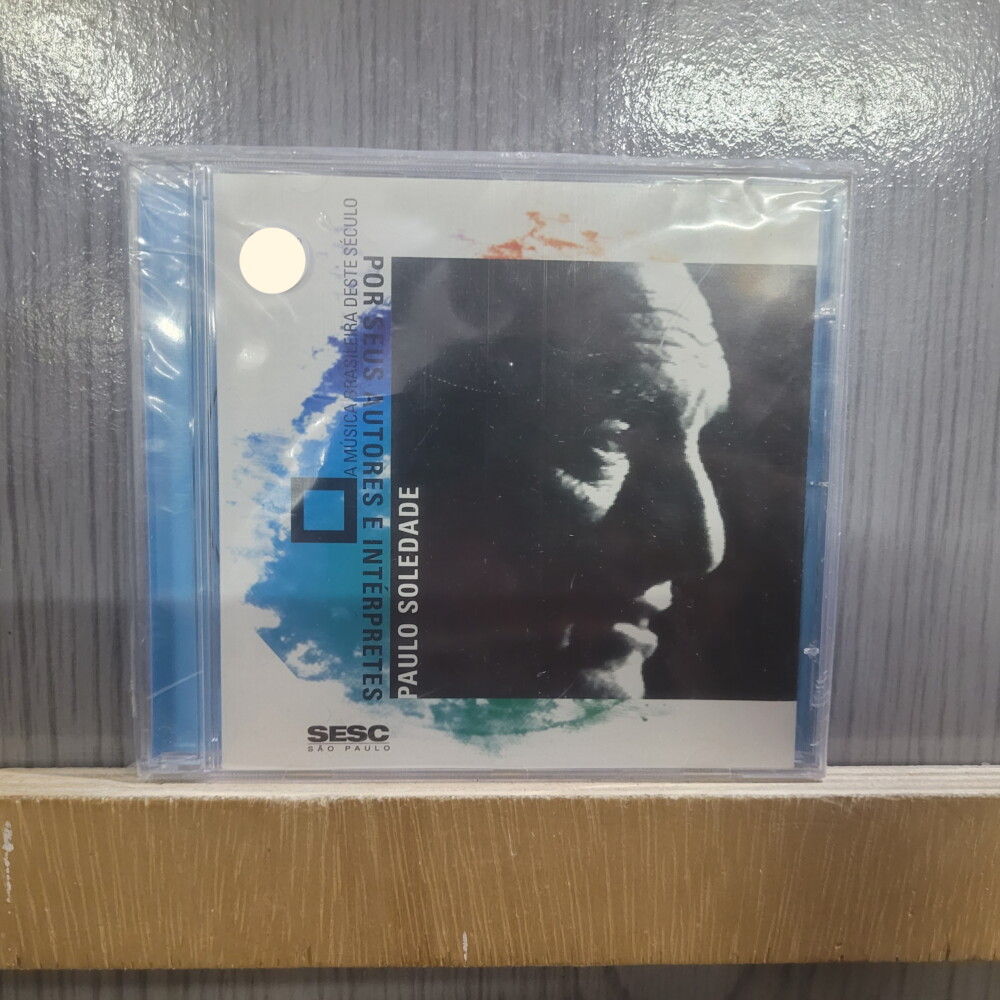 A MÚSICA BRASILEIRA DESTE SÉCULO
POR SEUS AUTORES E INTÉRPRETES
PAULO SOLEDADE
SESC
SÃO PAULO